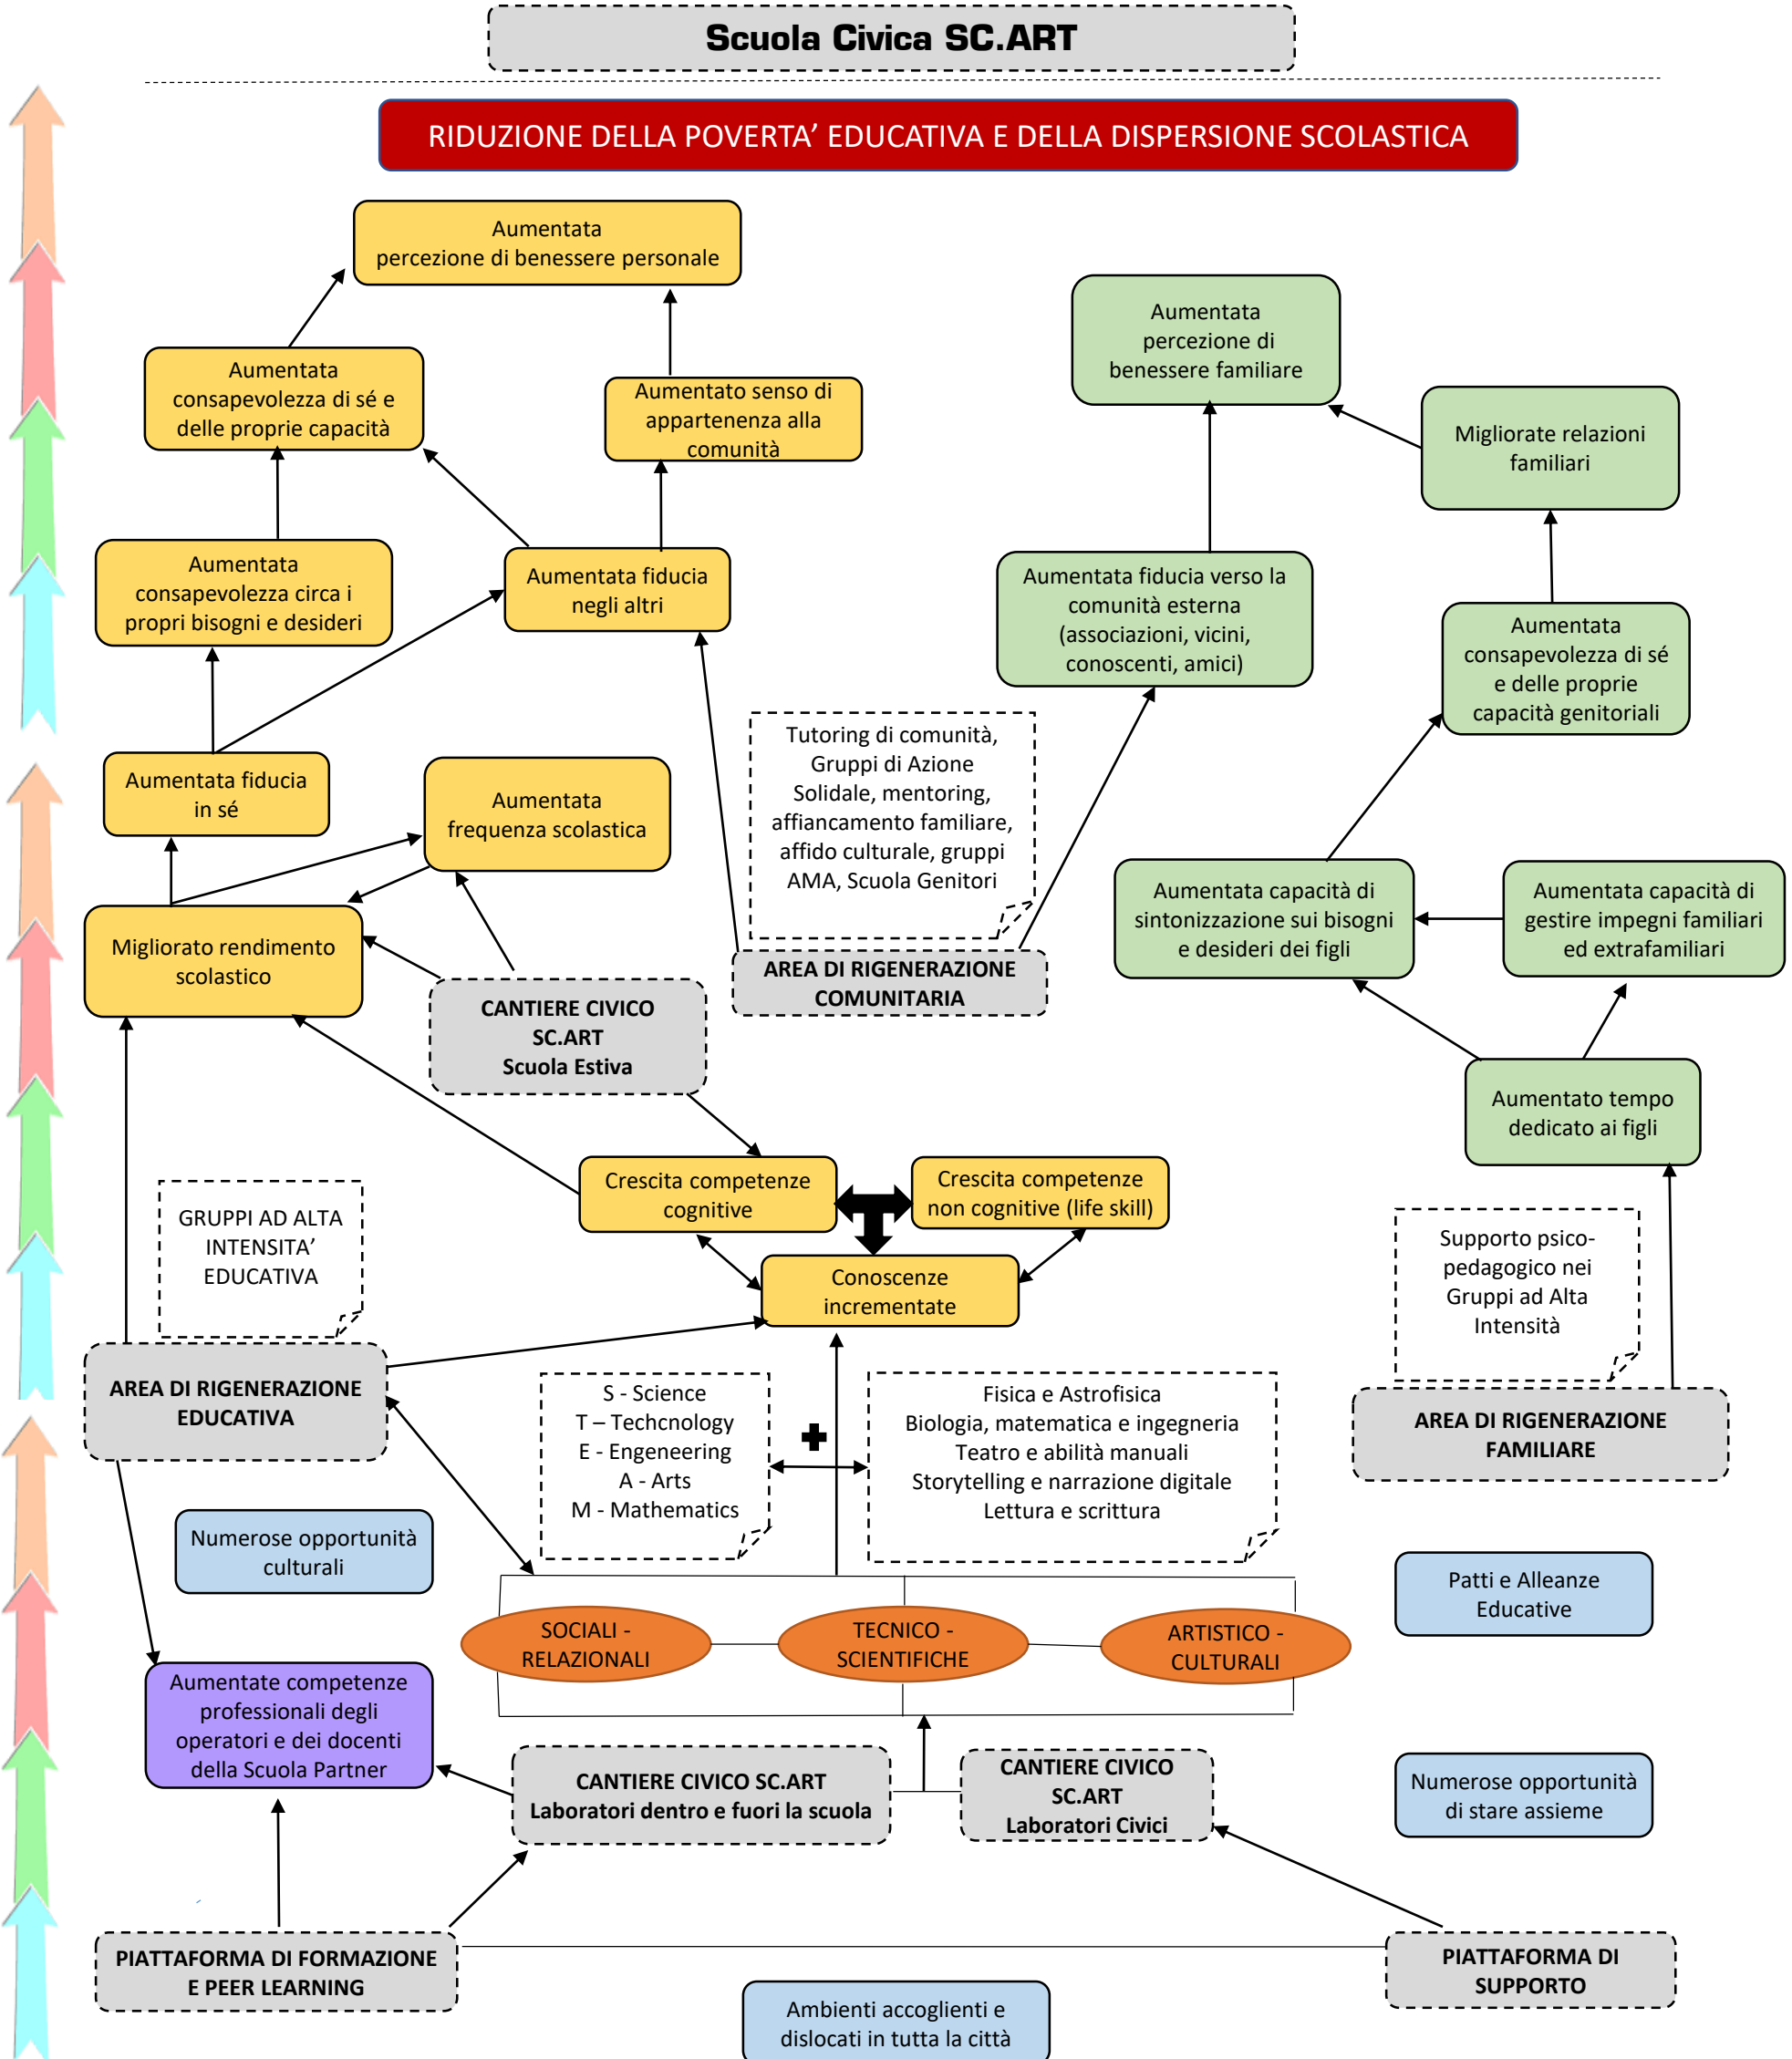 Scuola Civica SC.ART
RIDUZIONE DELLA POVERTA’ EDUCATIVA E DELLA DISPERSIONE SCOLASTICA
Aumentata
percezione di benessere personale
Aumentata
percezione di
benessere familiare
Aumentata
consapevolezza di sé e
delle proprie capacità
Aumentato senso di
appartenenza alla
comunità
Migliorate relazioni
familiari
Aumentata
consapevolezza circa i
propri bisogni e desideri
Aumentata fiducia
negli altri
Aumentata fiducia verso la
comunità esterna
(associazioni, vicini,
conoscenti, amici)
Aumentata
consapevolezza di sé
e delle proprie
capacità genitoriali
Tutoring di comunità,
Gruppi di Azione
Solidale, mentoring,
affiancamento familiare,
affido culturale, gruppi
AMA, Scuola Genitori
Aumentata fiducia
in sé
Aumentata
frequenza scolastica
Aumentata capacità di
sintonizzazione sui bisogni
e desideri dei figli
Aumentata capacità di
gestire impegni familiari
ed extrafamiliari
Migliorato rendimento
scolastico
AREA DI RIGENERAZIONE
COMUNITARIA
CANTIERE CIVICO
SC.ART
Scuola Estiva
Aumentato tempo
dedicato ai figli
Crescita competenze
cognitive
Crescita competenze
non cognitive (life skill)
GRUPPI AD ALTA
INTENSITA’
EDUCATIVA
Conoscenze
incrementate
Supporto psico-
pedagogico nei
Gruppi ad Alta
Intensità
AREA DI RIGENERAZIONE
EDUCATIVA
S - Science
T – Techcnology
E - Engeneering
A - Arts
M - Mathematics
Fisica e Astrofisica
Biologia, matematica e ingegneria
Teatro e abilità manuali
Storytelling e narrazione digitale
Lettura e scrittura
AREA DI RIGENERAZIONE
FAMILIARE
Numerose opportunità
culturali
Patti e Alleanze
Educative
SOCIALI -
RELAZIONALI
TECNICO -
SCIENTIFICHE
ARTISTICO -
CULTURALI
Aumentate competenze
professionali degli
operatori e dei docenti
della Scuola Partner
CANTIERE CIVICO SC.ART
Laboratori dentro e fuori la scuola
CANTIERE CIVICO
SC.ART
Laboratori Civici
Numerose opportunità
di stare assieme
PIATTAFORMA DI FORMAZIONE
E PEER LEARNING
PIATTAFORMA DI
SUPPORTO
Ambienti accoglienti e
dislocati in tutta la città